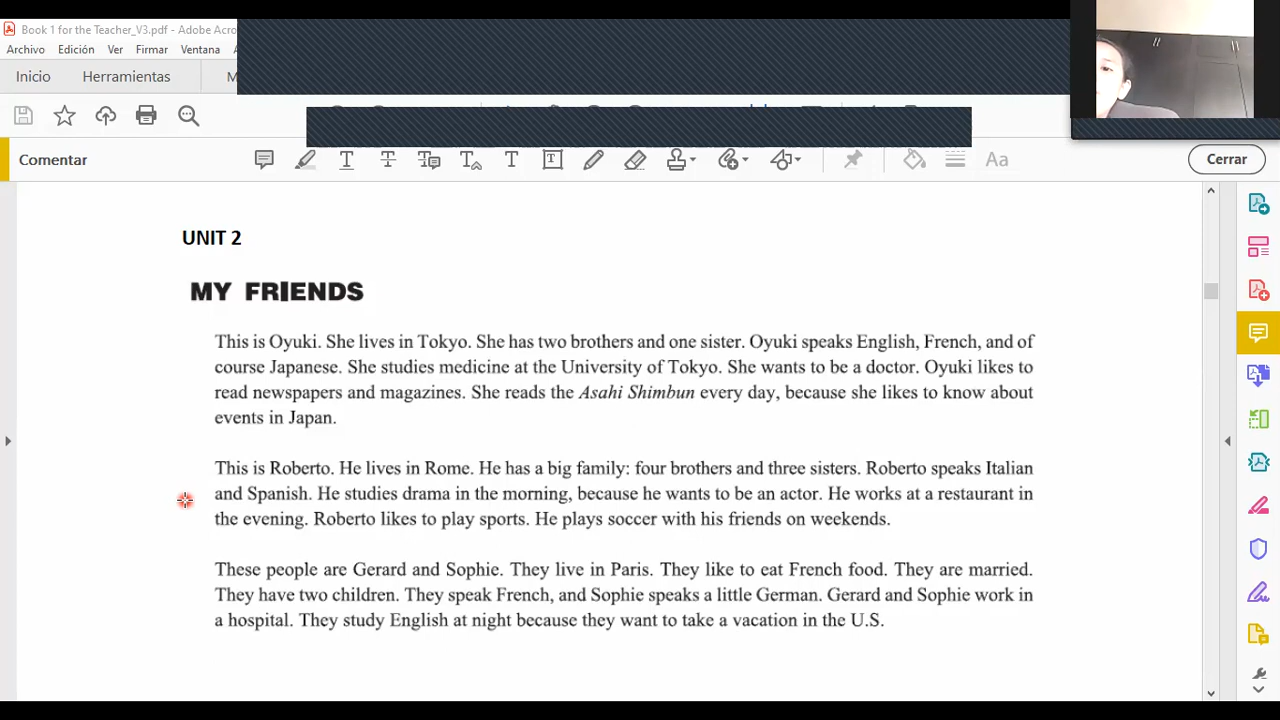 Book 1 for the Teacher_V3.pdf - Adobe Acro
Archivo Edición Ver Firmar Ventana
Inicio Herramientas
Comentar Aa Cerrar
UNIT 2
MY FRIENDS
This is Oyuki. She lives in Tokyo. She has two brothers and one sister. Oyuki speaks English, French, and of
course Japanese. She studies medicine at the University of Tokyo. She wants to be a doctor. Oyuki likes to
read newspapers and magazines. She reads the Asahi Shimbun every day, because she likes to know about
events in Japan.
This is Roberto. He lives in Rome. He has a big family: four brothers and three sisters. Roberto speaks Italian
and Spanish. He studies drama in the morning, because he wants to be an actor. He works at a restaurant in
the evening. Roberto likes to play sports. He plays soccer with his friends on weekends.
These people are Gerard and Sophie. They live in Paris. They like to eat French food. They are married.
They have two children. They speak French, and Sophie speaks a little German. Gerard and Sophie work in
a hospital. They study English at night because they want to take a vacation in the U.S.